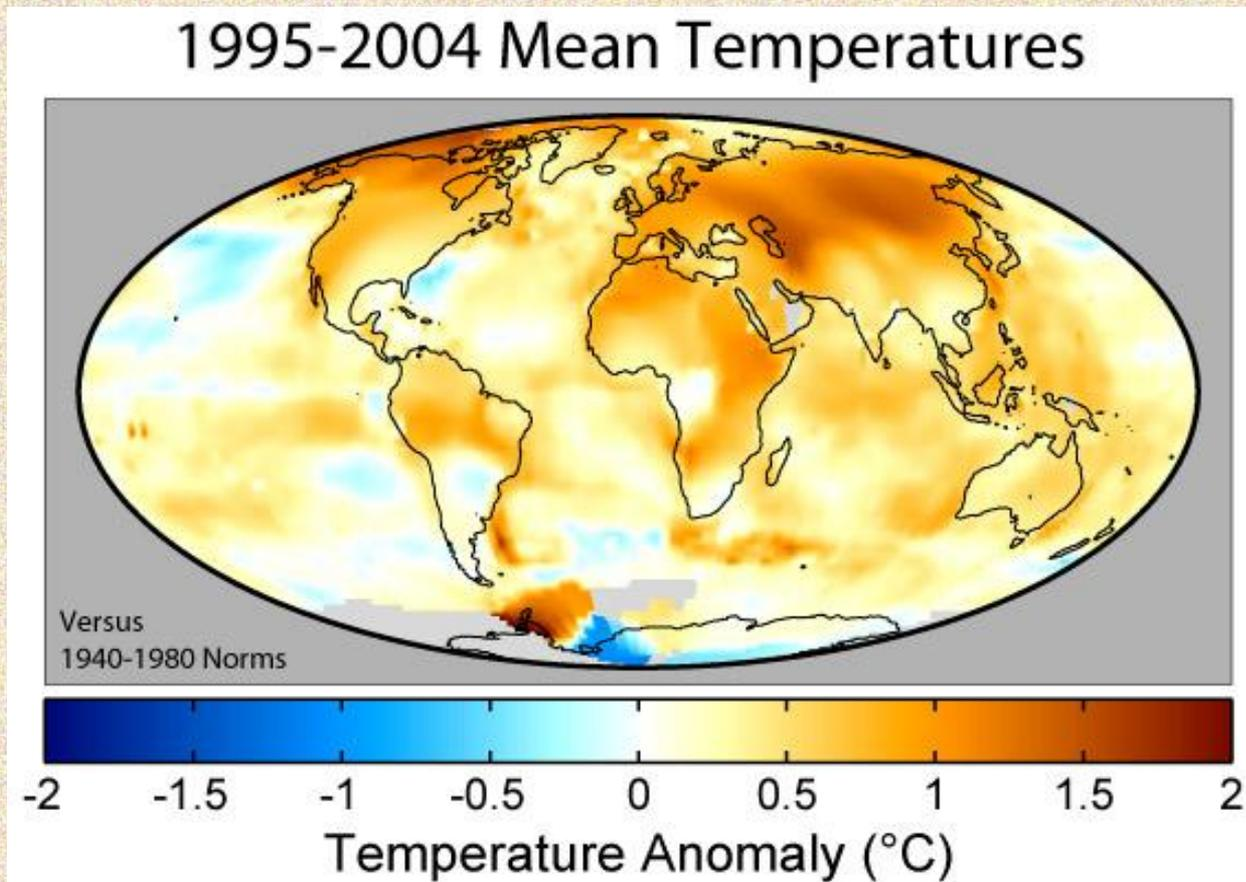 1995-2004 Mean Temperatures
Versus
1940-1980 Norms
-2 -1.5 -1 -0.5 0 0.5 1 1.5 2
Temperature Anomaly (°C)